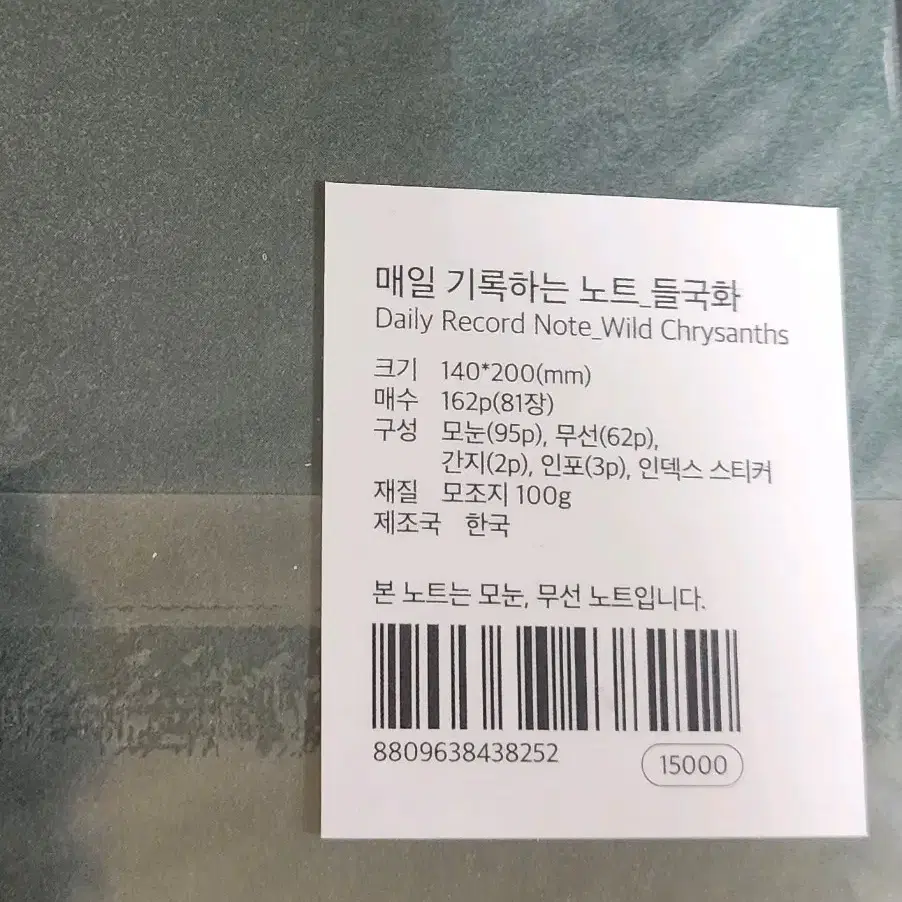 매일 기록하는 노트_들국화
Daily Record Note_Wild Chrysanths
크기 140*200(mm)
매수 162p(81장)
구성 모눈(95p), 무선(62p),
간지(2p), 인포(3p), 인덱스 스티커
재질 모조지 100g
제조국 한국
본 노트는 모눈, 무선 노트입니다.
8809638438252
15000